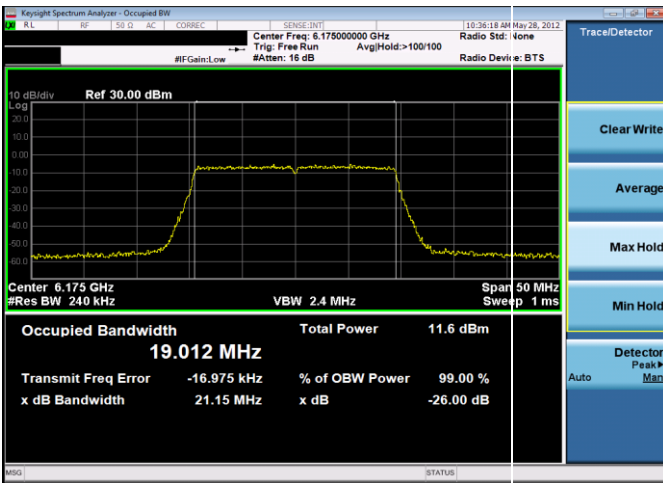 Keysight Spectrum Analyzer - Occupied BW
RL RF 50 Ω AC CORREC SENSE:INT 10:36:18 AM May 28, 2012
Center Freq: 6.175000000 GHz Radio Std: None
Trig: Free Run Avg|Hold:>100/100
#IFGain:Low #Atten: 16 dB Radio Device: BTS
Trace/Detector
10 dB/div Ref 30.00 dBm
Log
20.0
10.0
0.00
-10.0
-20.0
-30.0
-40.0
-50.0
-60.0
Center 6.175 GHz Span 50 MHz
#Res BW 240 kHz VBW 2.4 MHz Sweep 1 ms
Occupied Bandwidth Total Power 11.6 dBm
19.012 MHz
Transmit Freq Error -16.975 kHz % of OBW Power 99.00 %
x dB Bandwidth 21.15 MHz x dB -26.00 dB
Clear Write
Average
Max Hold
Min Hold
Detector
Peak▶
Auto Man
MSG STATUS